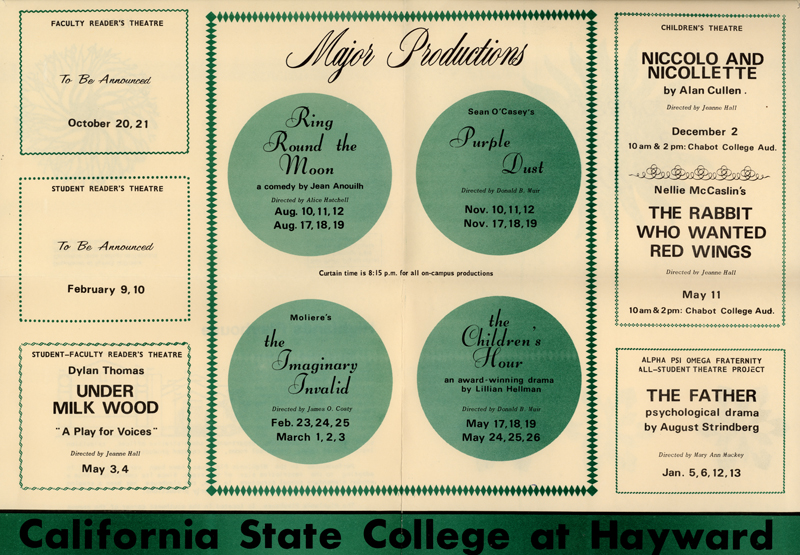 FACULTY READER'S THEATRE
To Be Announced
October 20, 21
STUDENT READER'S THEATRE
To Be Announced
February 9, 10
STUDENT-FACULTY READER'S THEATRE
Dylan Thomas
UNDER
MILK WOOD
"A Play for Voices"
Directed by Jeanne Hall
May 3, 4
Major Productions
Ring
Round the
Moon
a comedy by Jean Anouilh
Directed by Alice Hatchell
Aug. 10, 11, 12
Aug. 17, 18, 19
Sean O'Casey's
Purple
Dust
Directed by Donald B. Muir
Nov. 10, 11, 12
Nov. 17, 18, 19
Curtain time is 8:15 p.m. for all on-campus productions
Moliere's
the
Imaginary
Invalid
Directed by James O. Costy
Feb. 23, 24, 25
March 1, 2, 3
the
Children's
Hour
an award-winning drama
by Lillian Hellman
Directed by Donald B. Muir
May 17, 18, 19
May 24, 25, 26
CHILDREN'S THEATRE
NICCOLO AND
NICOLLETTE
by Alan Cullen.
Directed by Jeanne Hall
December 2
10 am & 2 pm: Chabot College Aud.
Nellie McCaslin's
THE RABBIT
WHO WANTED
RED WINGS
Directed by Jeanne Hall
May 11
10 am & 2 pm: Chabot College Aud.
ALPHA PSI OMEGA FRATERNITY
ALL-STUDENT THEATRE PROJECT
THE FATHER
psychological drama
by August Strindberg
Directed by Mary Ann Mackey
Jan. 5, 6, 12, 13
California State College at Hayward